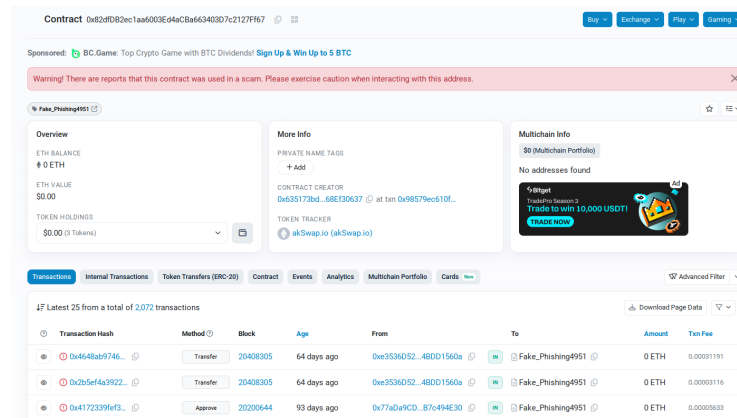 Contract 0x82dfDB2ec1aa6003Ed4aCBa663403D7c2127Ff67
Buy Exchange Play Gaming
Sponsored: BC.Game: Top Crypto Game with BTC Dividends! Sign Up & Win Up to 5 BTC
Warning! There are reports that this contract was used in a scam. Please exercise caution when interacting with this address.
Fake_Phishing4951
Overview
ETH BALANCE
0 ETH
ETH VALUE
$0.00
TOKEN HOLDINGS
$0.00 (3 Tokens)
More Info
PRIVATE NAME TAGS
+ Add
CONTRACT CREATOR
0x635173bd...68Ef30637 at txn 0x98579ec610f...
TOKEN TRACKER
akSwap.io (akSwap.io)
Multichain Info
$0 (Multichain Portfolio)
No addresses found
Bitget
Ad
TradePro Season 3
Trade to win 10,000 USDT!
TRADE NOW
Transactions Internal Transactions Token Transfers (ERC-20) Contract Events Analytics Multichain Portfolio Cards New Advanced Filter
Latest 25 from a total of 2,072 transactions Download Page Data
Transaction Hash Method Block Age From To Amount Txn Fee
0x4648ab9746... Transfer 20408305 64 days ago 0xe3536D52...4BDD1560a IN Fake_Phishing4951 0 ETH 0.00031191
0x2b5ef4a3922... Transfer 20408305 64 days ago 0xe3536D52...4BDD1560a IN Fake_Phishing4951 0 ETH 0.00003116
0x4172339fef3... Approve 20200644 93 days ago 0x77aDa9CD...B7c494E30 IN Fake_Phishing4951 0 ETH 0.00005633